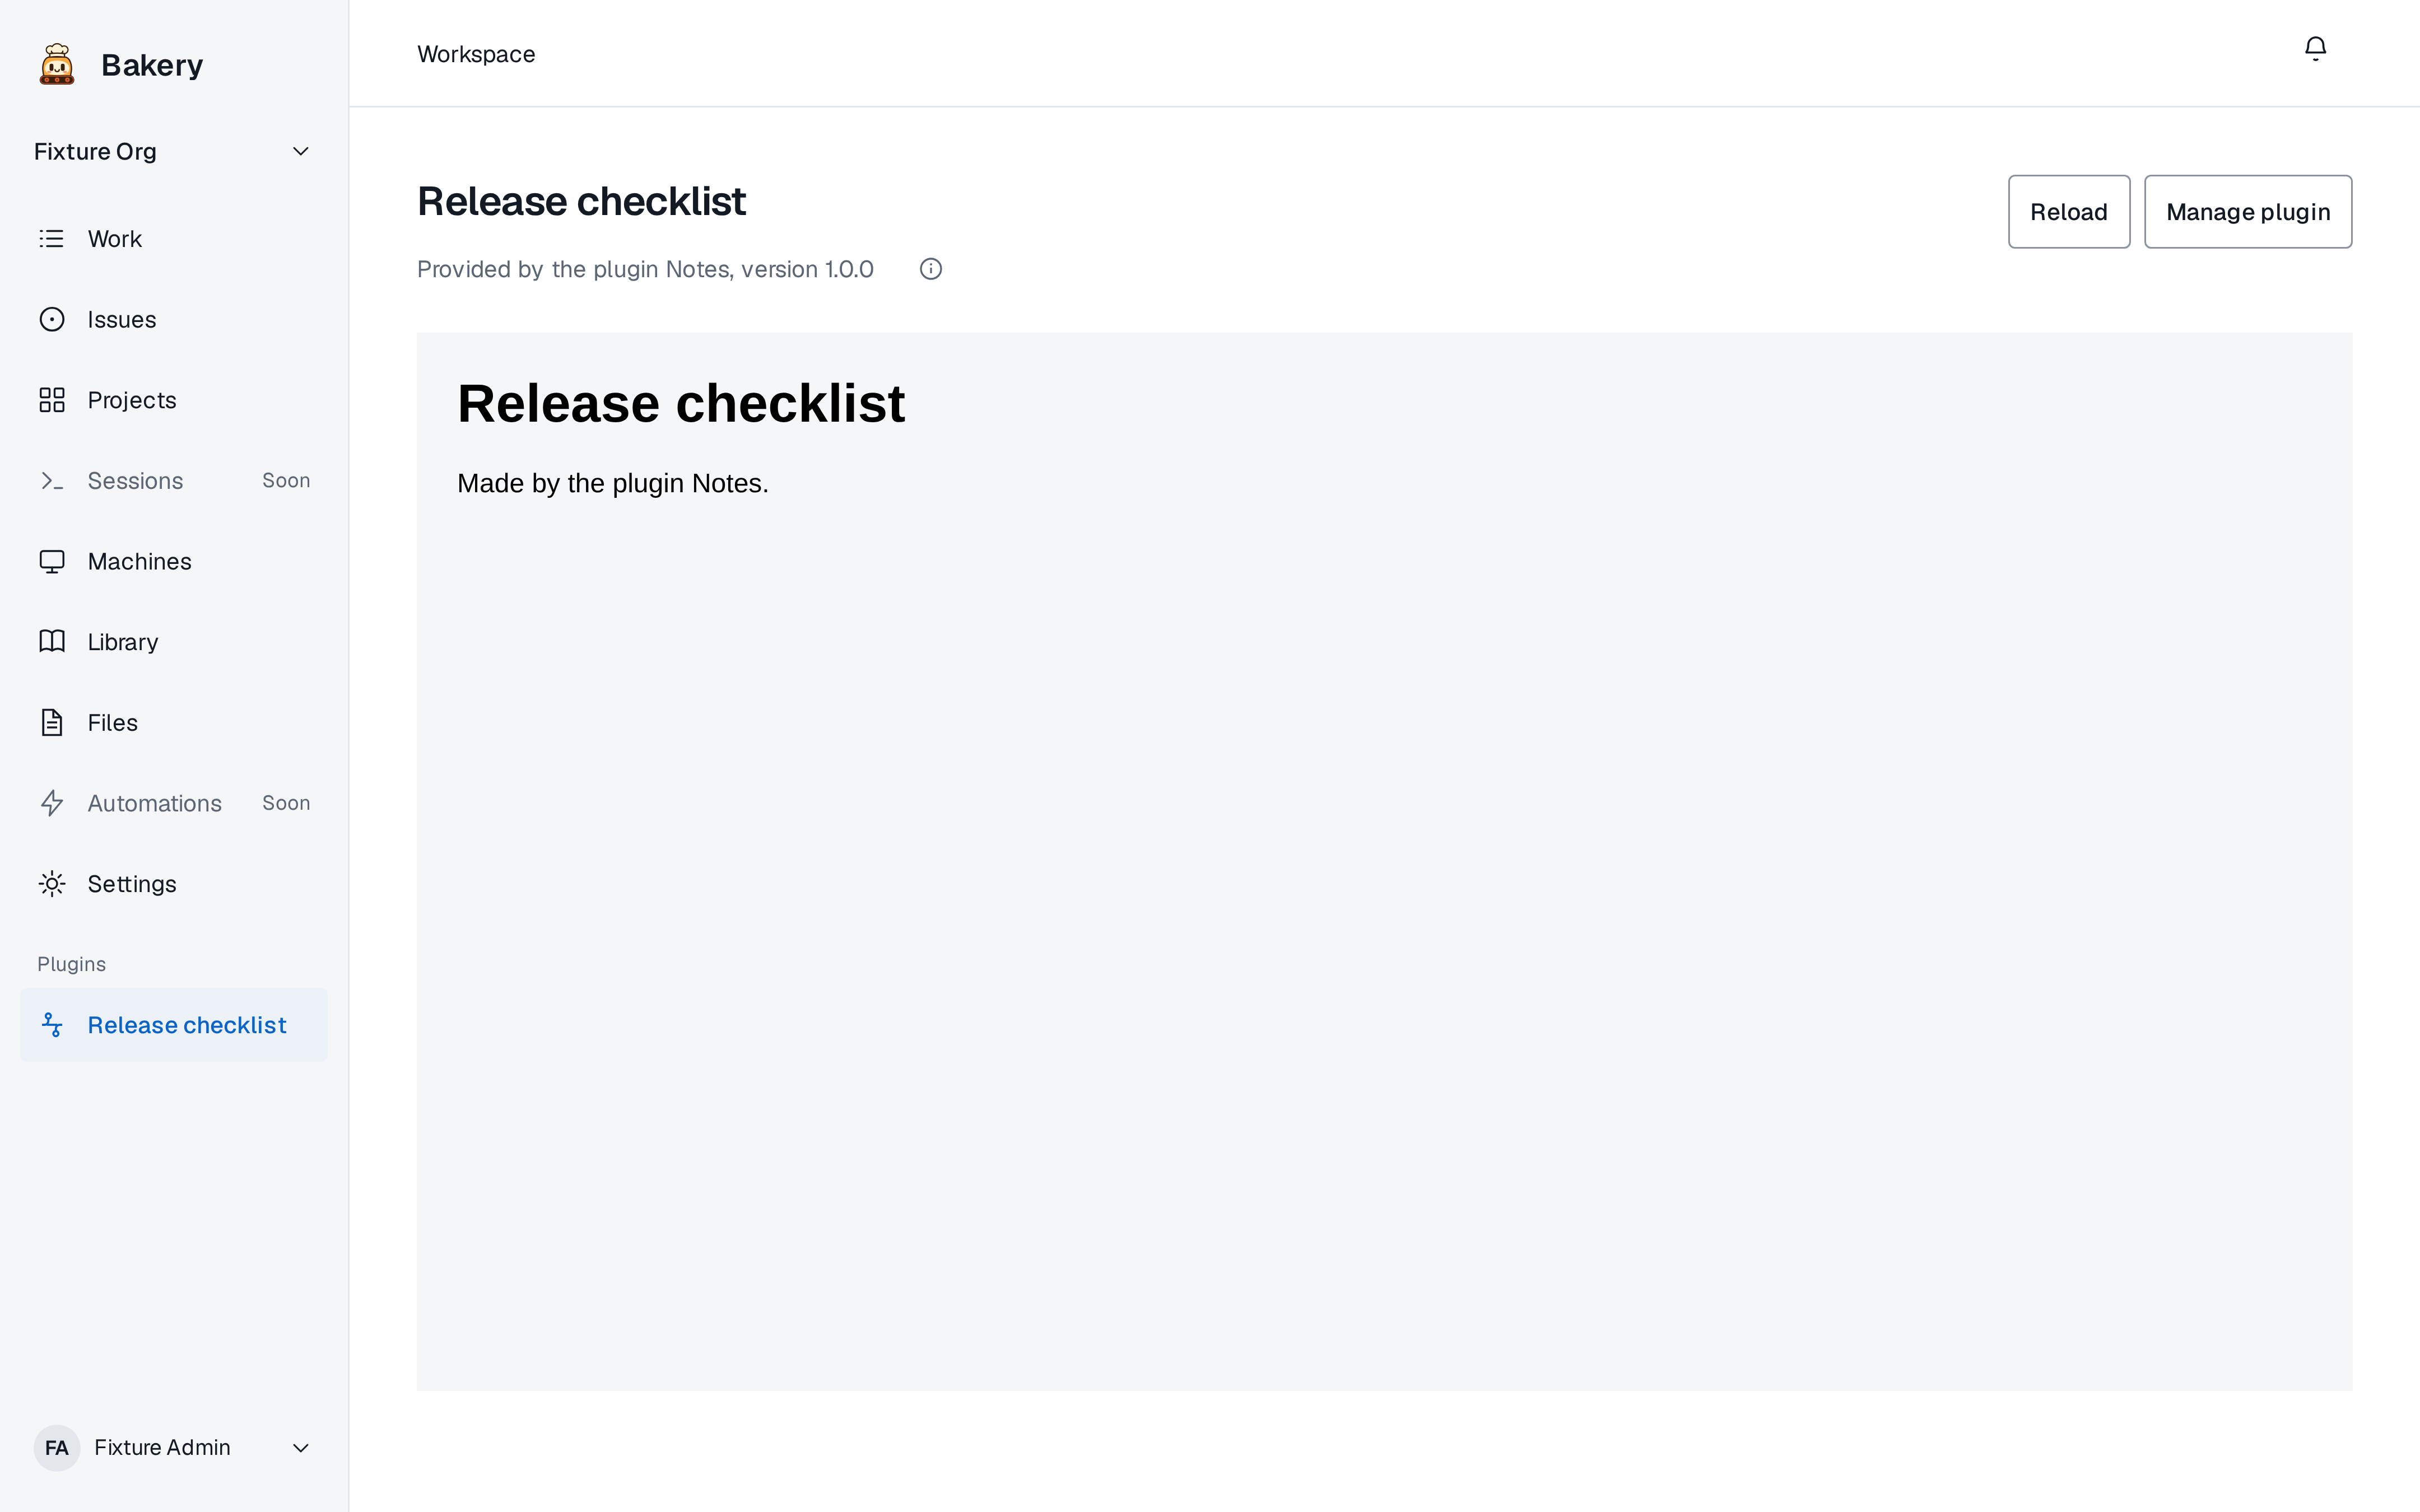 Bakery
Fixture Org
Work
Issues
Projects
Sessions Soon
Machines
Library
Files
Automations Soon
Settings
Plugins
Release checklist
FA Fixture Admin
Workspace
Release checklist
Provided by the plugin Notes, version 1.0.0
Reload
Manage plugin
Release checklist
Made by the plugin Notes.